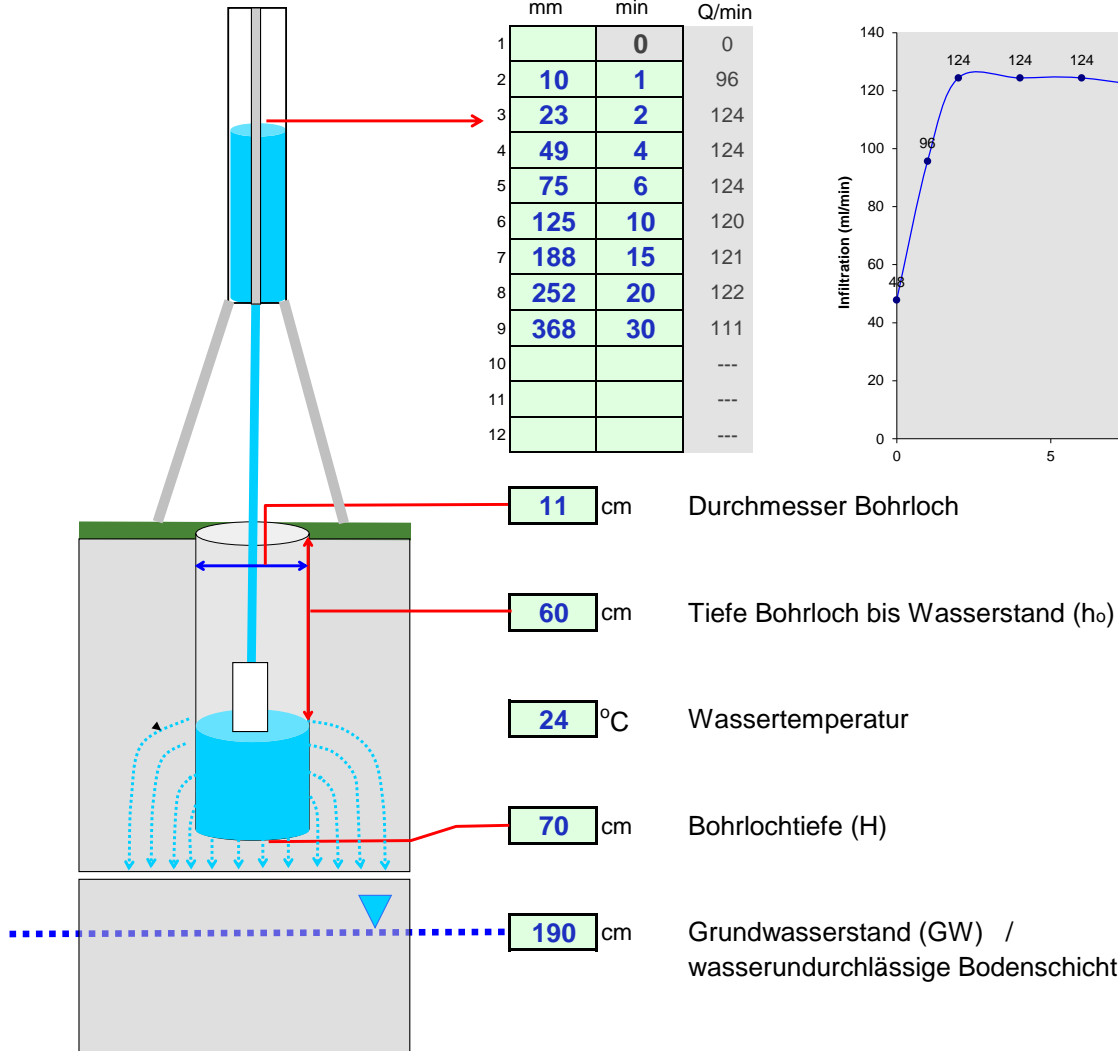 mm min Q/min
1 0 0
2 10 1 96
3 23 2 124
4 49 4 124
5 75 6 124
6 125 10 120
7 188 15 121
8 252 20 122
9 368 30 111
10 ---
11 ---
12 ---
140
120
100
80
60
40
20
0
Infiltration (ml/min)
48
96
124
124
124
0 5
11 cm Durchmesser Bohrloch
60 cm Tiefe Bohrloch bis Wasserstand (ho)
24 °C Wassertemperatur
70 cm Bohrlochtiefe (H)
190 cm Grundwasserstand (GW) /
wasserundurchlässige Bodenschicht